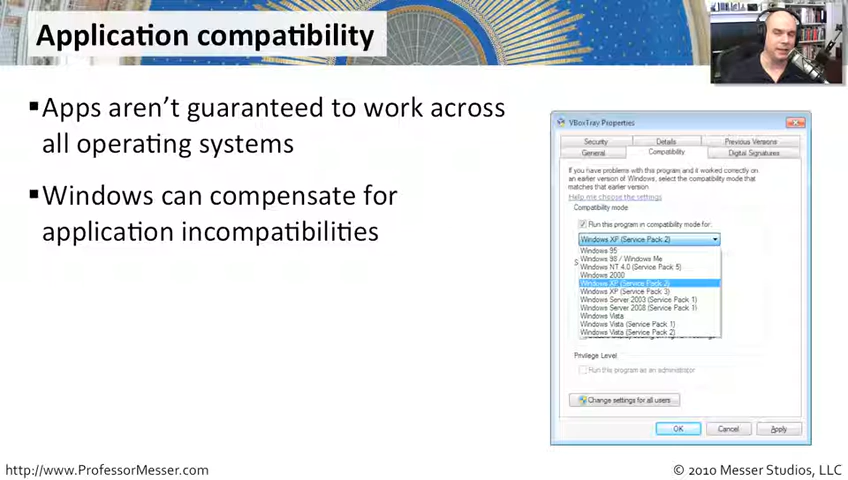 Application compatibility
▪Apps aren't guaranteed to work across
all operating systems
▪Windows can compensate for
application incompatibilities
VBoxTray Properties
Security Details Previous Versions
General Compatibility Digital Signatures
If you have problems with this program and it worked correctly on
an earlier version of Windows, select the compatibility mode that
matches that earlier version
Help me choose the settings
Compatibility mode
Run this program in compatibility mode for:
Windows XP (Service Pack 2)
Windows 95
Windows 98 / Windows Me
Windows NT 4.0 (Service Pack 5)
Windows 2000
Windows XP (Service Pack 2)
Windows XP (Service Pack 3)
Windows Server 2003 (Service Pack 1)
Windows Server 2008 (Service Pack 1)
Windows Vista
Windows Vista (Service Pack 1)
Windows Vista (Service Pack 2)
Privilege Level
Run this program as an administrator
Change settings for all users
OK Cancel Apply
http://www.ProfessorMesser.com
© 2010 Messer Studios, LLC